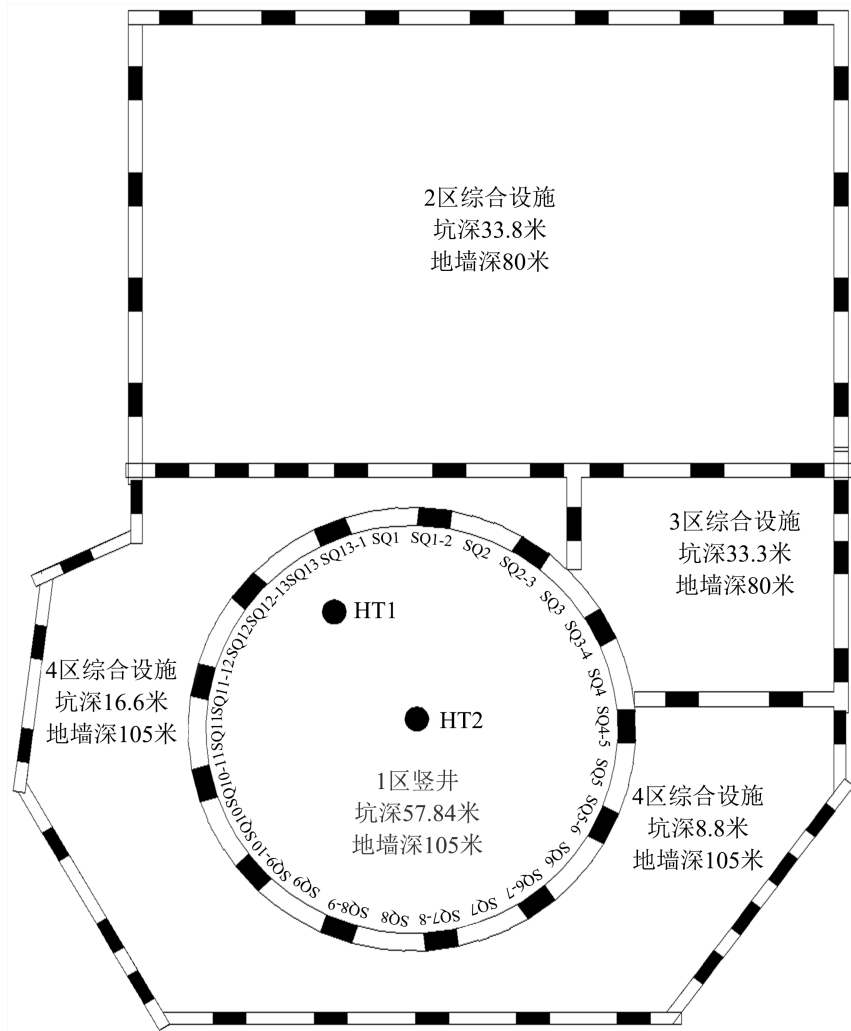 2区综合设施
坑深33.8米
地墙深80米
3区综合设施
坑深33.3米
地墙深80米
SQ1
SQ1-2
SQ2
SQ2-3
SQ3
SQ3-4
SQ4
SQ4-5
SQ5
SQ5-6
SQ6
SQ6-7
SQ7
SQ7-8
SQ8
SQ8-9
SQ9
SQ9-10
SQ10
SQ10-11
SQ11
SQ11-12
SQ12
SQ12-13
SQ13
SQ13-1
HT1
HT2
4区综合设施
坑深16.6米
地墙深105米
1区竖井
坑深57.84米
地墙深105米
4区综合设施
坑深8.8米
地墙深105米